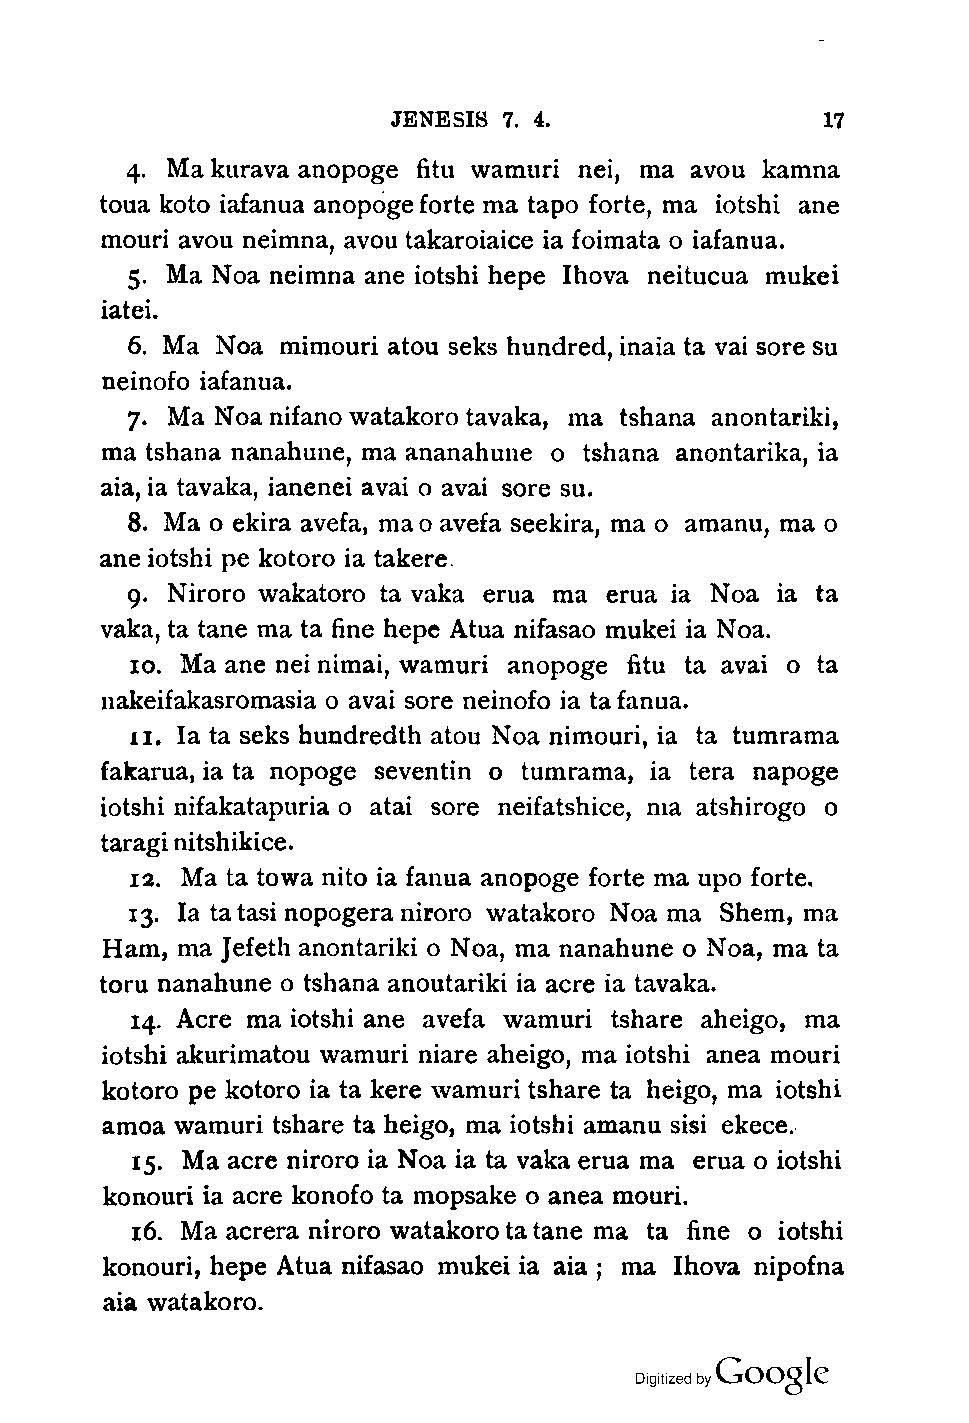 JENESIS 7. 4. 17
4. Ma kurava anopoge fitu wamuri nei, ma avou kamna
toua koto iafanua anopoge forte ma tapo forte, ma iotshi ane
mouri avou neimna, avou takaroiaice ia foimata o iafanua.
5. Ma Noa neimna ane iotshi hepe Ihova neitucua mukei
iatei.
6. Ma Noa mimouri atou seks hundred, inaia ta vai sore su
neinofo iafanua.
7. Ma Noa nifano watakoro tavaka, ma tshana anontariki,
ma tshana nanahune, ma ananahune o tshana anontarika, ia
aia, ia tavaka, ianenei avai o avai sore su.
8. Ma o ekira avefa, ma o avefa seekira, ma o amanu, ma o
ane iotshi pe kotoro ia takere.
9. Niroro wakatoro ta vaka erua ma erua ia Noa ia ta
vaka, ta tane ma ta fine hepe Atua nifasao mukei ia Noa.
10. Ma ane nei nimai, wamuri anopoge fitu ta avai o ta
nakeifakasromasia o avai sore neinofo ia ta fanua.
11. Ia ta seks hundredth atou Noa nimouri, ia ta tumrama
fakarua, ia ta nopoge seventin o tumrama, ia tera napoge
iotshi nifakatapuria o atai sore neifatshice, ma atshirogo o
taragi nitshikice.
12. Ma ta towa nito ia fanua anopoge forte ma upo forte.
13. Ia ta tasi nopogera niroro watakoro Noa ma Shem, ma
Ham, ma Jefeth anontariki o Noa, ma nanahune o Noa, ma ta
toru nanahune o tshana anoutariki ia acre ia tavaka.
14. Acre ma iotshi ane avefa wamuri tshare aheigo, ma
iotshi akurimatou wamuri niare aheigo, ma iotshi anea mouri
kotoro pe kotoro ia ta kere wamuri tshare ta heigo, ma iotshi
amoa wamuri tshare ta heigo, ma iotshi amanu sisi ekece.
15. Ma acre niroro ia Noa ia ta vaka erua ma erua o iotshi
konouri ia acre konofo ta mopsake o anea mouri.
16. Ma acrera niroro watakoro ta tane ma ta fine o iotshi
konouri, hepe Atua nifasao mukei ia aia ; ma Ihova nipofna
aia watakoro.
Digitized by Google